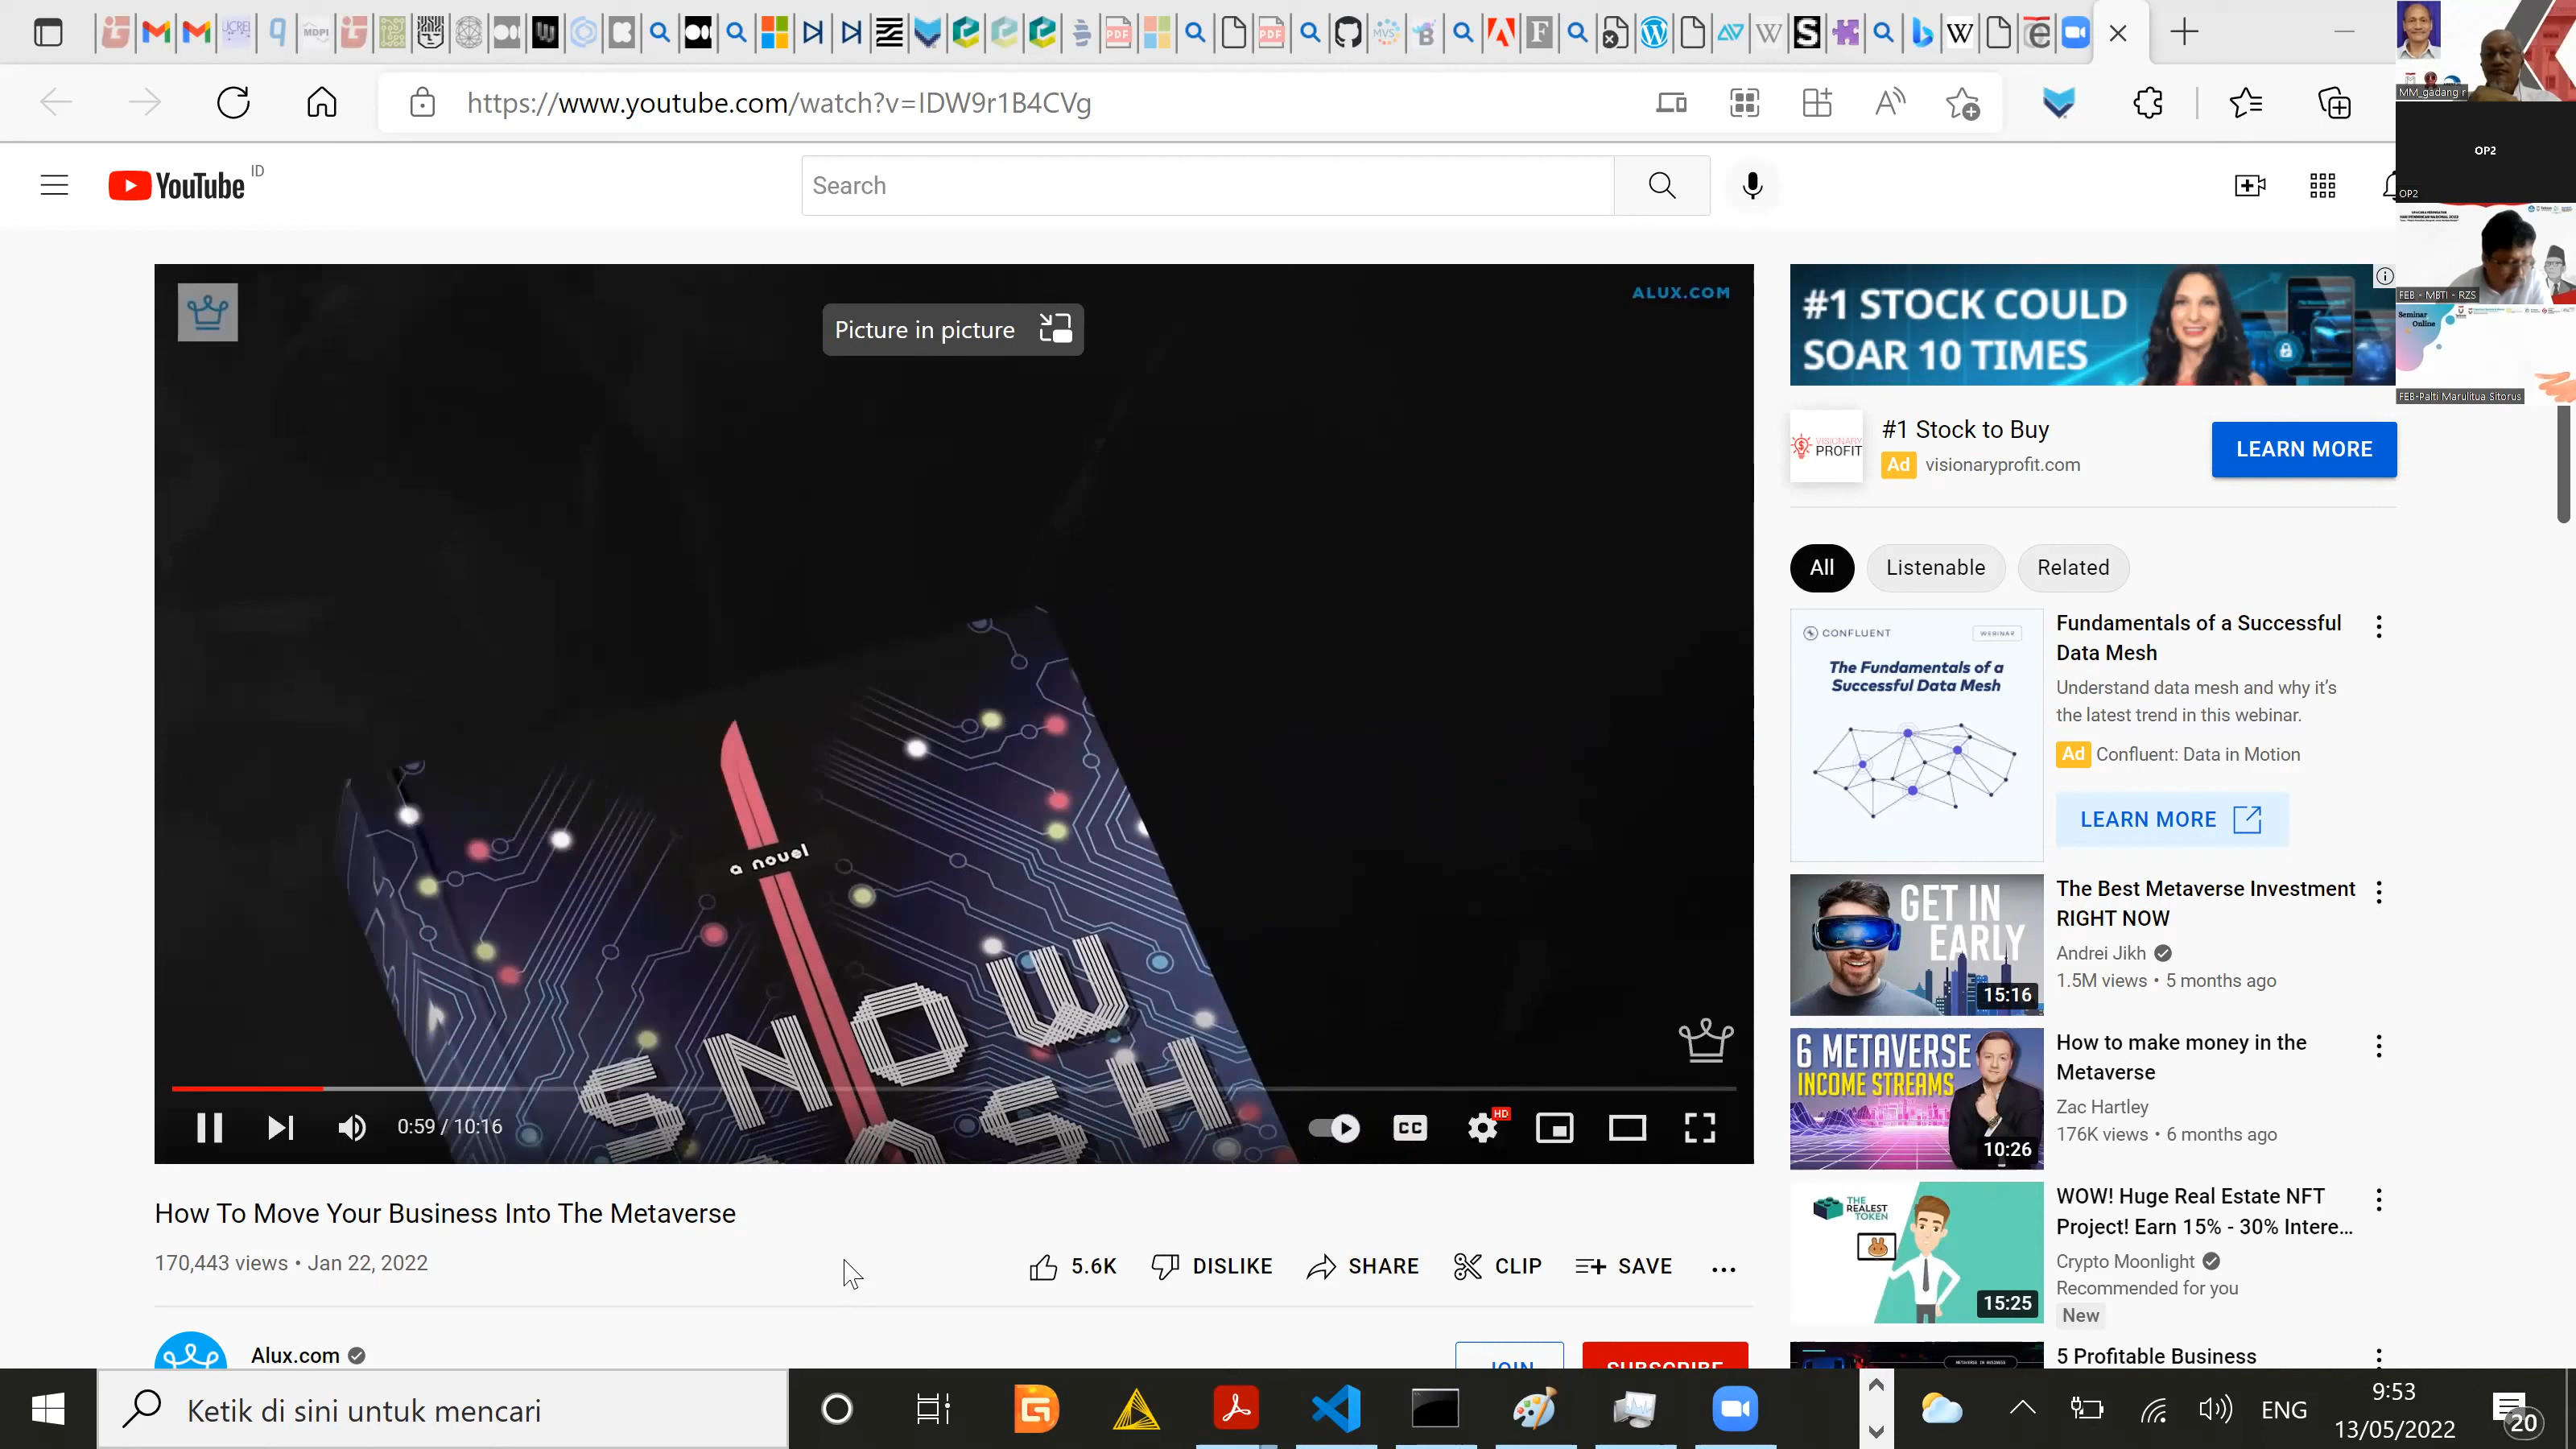 https://www.youtube.com/watch?v=IDW9r1B4CVg
YouTube ID
Search
ALUX.COM
Picture in picture
a novel
SNOW
0:59 / 10:16
CC
HD
How To Move Your Business Into The Metaverse
170,443 views • Jan 22, 2022
5.6K
DISLIKE
SHARE
CLIP
SAVE
Alux.com
JOIN
SUBSCRIBE
#1 STOCK COULD
SOAR 10 TIMES
VISIONARY
PROFIT
#1 Stock to Buy
Ad visionaryprofit.com
LEARN MORE
All
Listenable
Related
CONFLUENT
WEBINAR
The Fundamentals of a
Successful Data Mesh
Fundamentals of a Successful
Data Mesh
Understand data mesh and why it's
the latest trend in this webinar.
Ad Confluent: Data in Motion
LEARN MORE
GET IN
EARLY
15:16
The Best Metaverse Investment
RIGHT NOW
Andrei Jikh
1.5M views • 5 months ago
6 METAVERSE
INCOME STREAMS
10:26
How to make money in the
Metaverse
Zac Hartley
176K views • 6 months ago
THE
REALEST
TOKEN
15:25
WOW! Huge Real Estate NFT
Project! Earn 15% - 30% Intere...
Crypto Moonlight
Recommended for you
New
5 Profitable Business
MM_gadang r
OP2
OP2
FEB - MBTI - RZS
Seminar
Online
FEB-Palti Marulitua Sitorus
Ketik di sini untuk mencari
ENG
9:53
13/05/2022
20